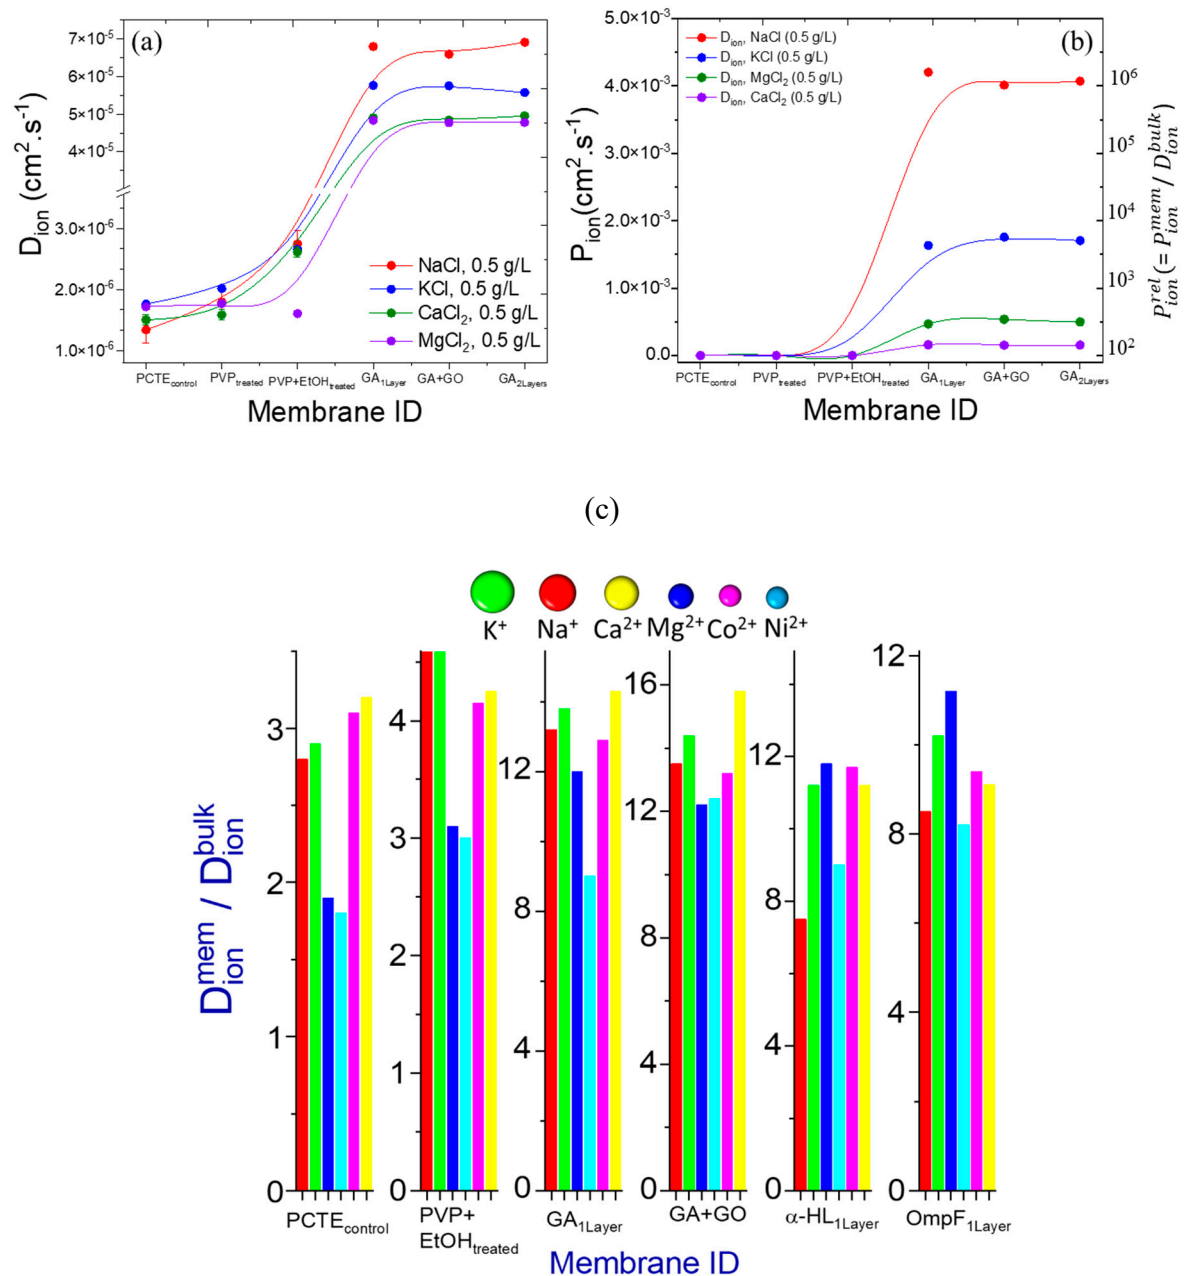 (a)
7×10⁻⁵
6×10⁻⁵
5×10⁻⁵
4×10⁻⁵
3.0×10⁻⁶
2.0×10⁻⁶
1.0×10⁻⁶
D_ion (cm².s⁻¹)
NaCl, 0.5 g/L
KCl, 0.5 g/L
CaCl₂, 0.5 g/L
MgCl₂, 0.5 g/L
PCTE_control PVP_treated PVP+EtOH_treated GA_1Layer GA+GO GA_2Layers
Membrane ID
(b)
5.0×10⁻³
4.0×10⁻³
3.0×10⁻³
2.0×10⁻³
1.0×10⁻³
0.0
P_ion(cm².s⁻¹)
D_ion, NaCl (0.5 g/L)
D_ion, KCl (0.5 g/L)
D_ion, MgCl₂ (0.5 g/L)
D_ion, CaCl₂ (0.5 g/L)
10⁶
10⁵
10⁴
10³
10²
P_ion^rel (= P_ion^mem / D_ion^bulk)
PCTE_control PVP_treated PVP+EtOH_treated GA_1Layer GA+GO GA_2Layers
Membrane ID
(c)
K⁺ Na⁺ Ca²⁺ Mg²⁺ Co²⁺ Ni²⁺
D_ion^mem / D_ion^bulk
3
2
1
0
4
3
2
1
0
12
8
4
0
16
12
8
4
0
12
8
4
0
12
8
4
0
PCTE_control
PVP+
EtOH_treated
GA_1Layer
GA+GO
α-HL_1Layer
OmpF_1Layer
Membrane ID